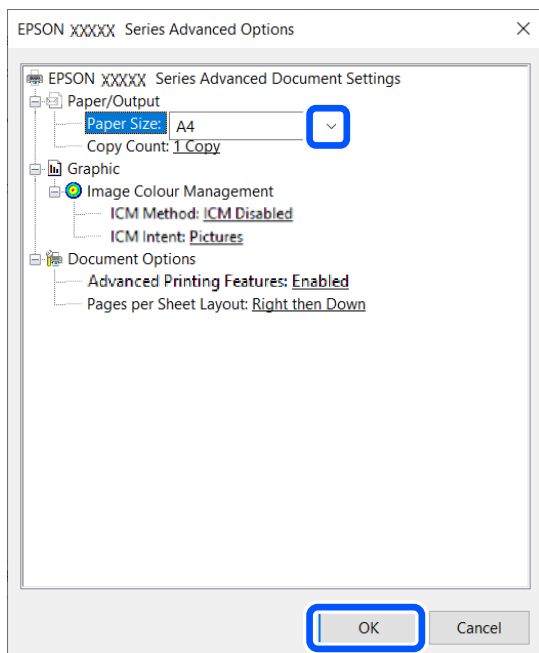 EPSON XXXXX Series Advanced Options
EPSON XXXXX Series Advanced Document Settings
Paper/Output
Paper Size: A4
Copy Count: 1 Copy
Graphic
Image Colour Management
ICM Method: ICM Disabled
ICM Intent: Pictures
Document Options
Advanced Printing Features: Enabled
Pages per Sheet Layout: Right then Down
OK Cancel